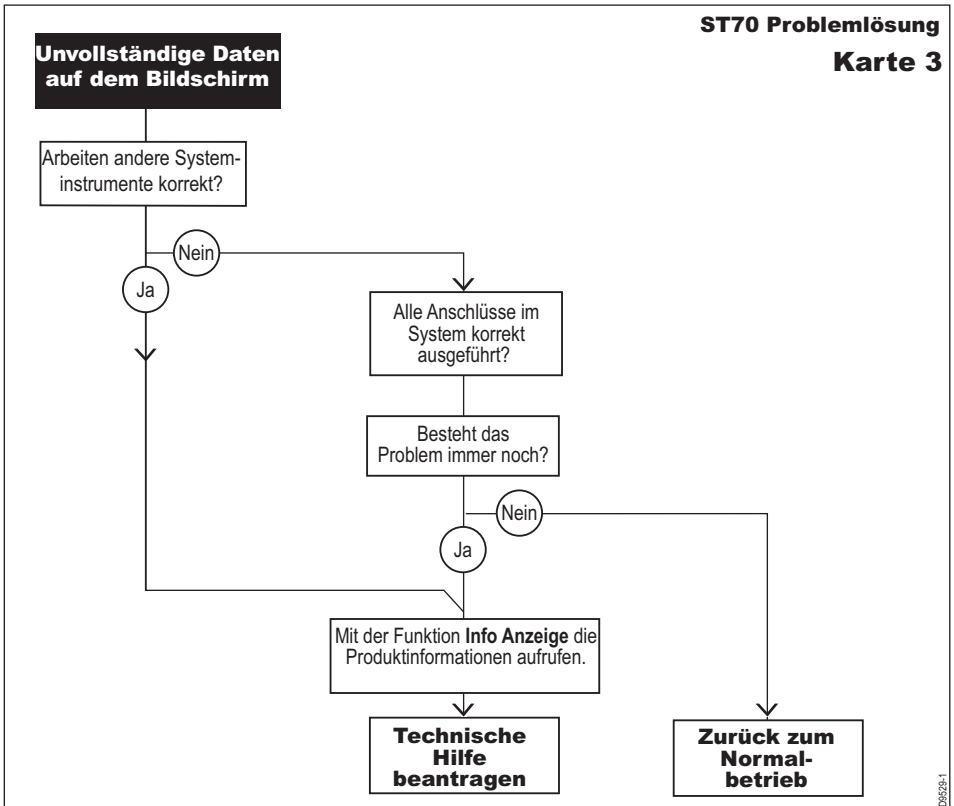 ST70 Problemlösung
Karte 3
Unvollständige Daten
auf dem Bildschirm
Arbeiten andere System-
instrumente korrekt?
Nein
Ja
Alle Anschlüsse im
System korrekt
ausgeführt?
Besteht das
Problem immer noch?
Nein
Ja
Mit der Funktion Info Anzeige die
Produktinformationen aufrufen.
Technische
Hilfe
beantragen
Zurück zum
Normal-
betrieb
D9529-1